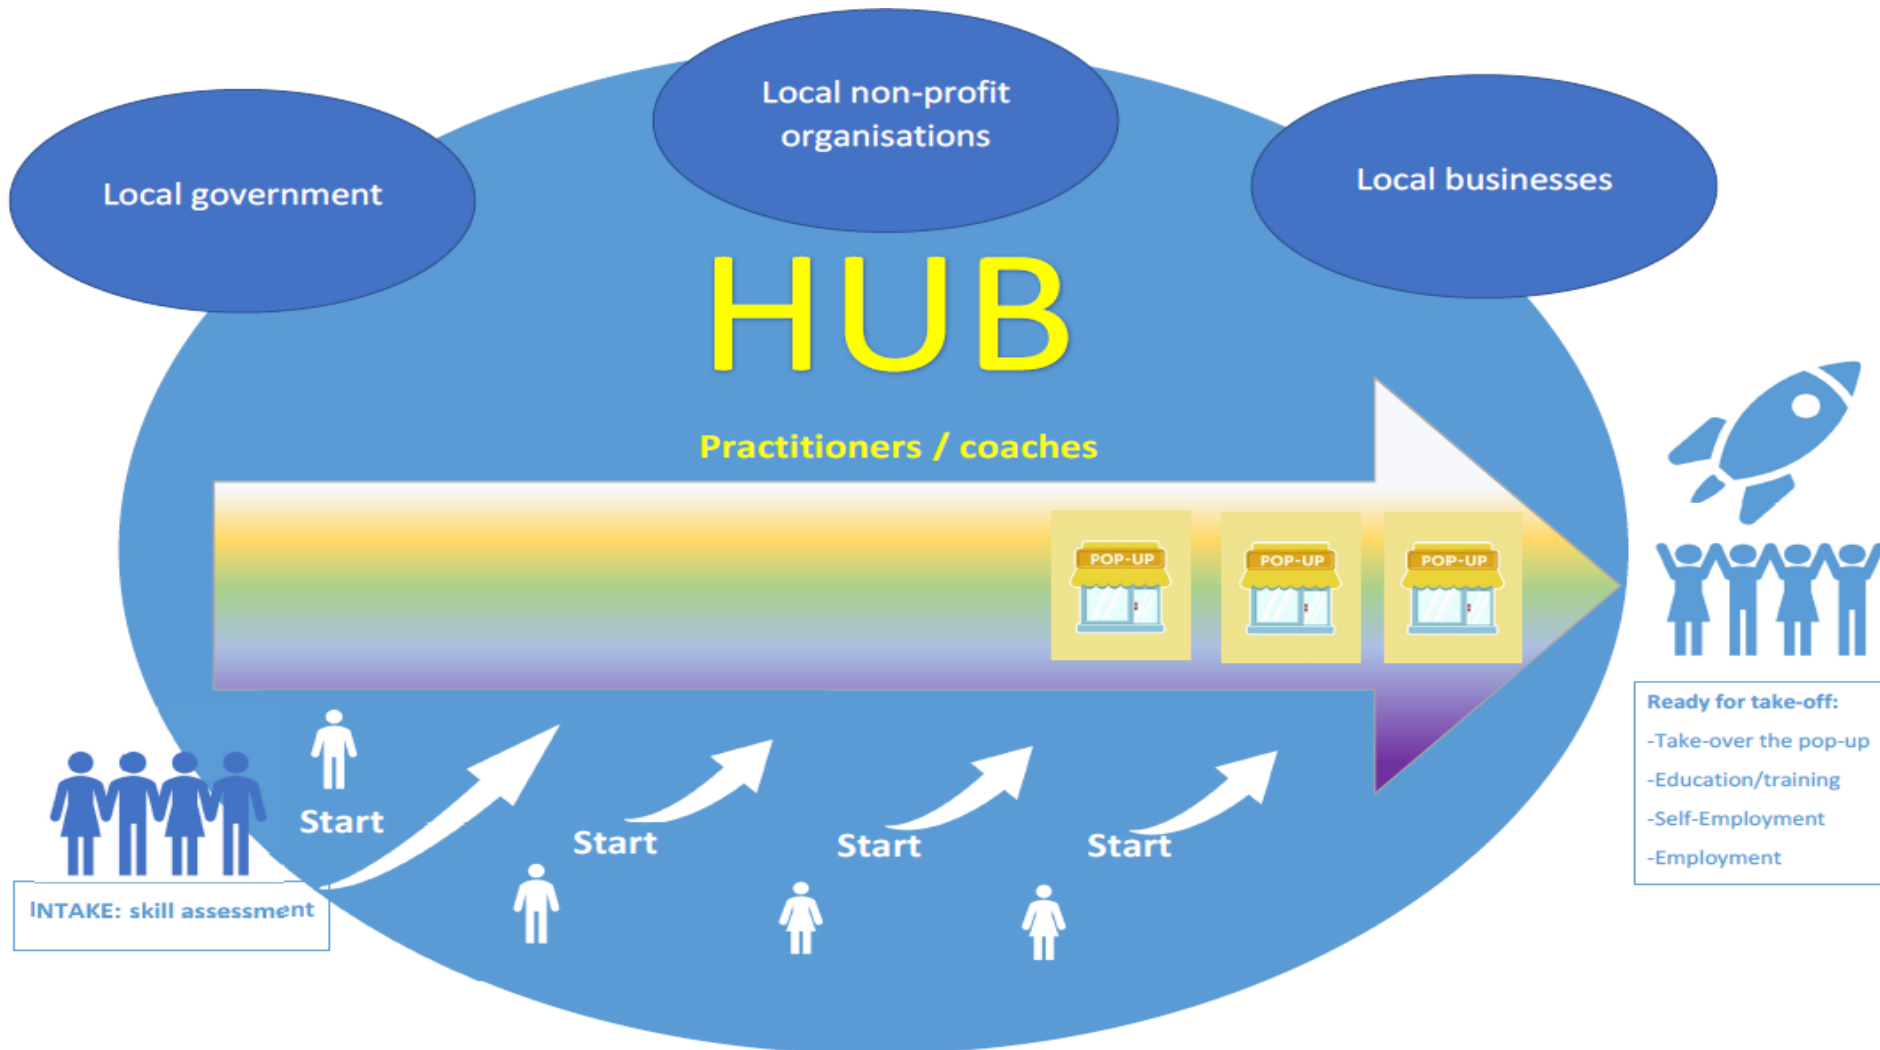 Local government
Local non-profit
organisations
Local businesses
HUB
Practitioners / coaches
POP-UP
POP-UP
POP-UP
Start
Start
Start
Start
INTAKE: skill assessment
Ready for take-off:
-Take-over the pop-up
-Education/training
-Self-Employment
-Employment